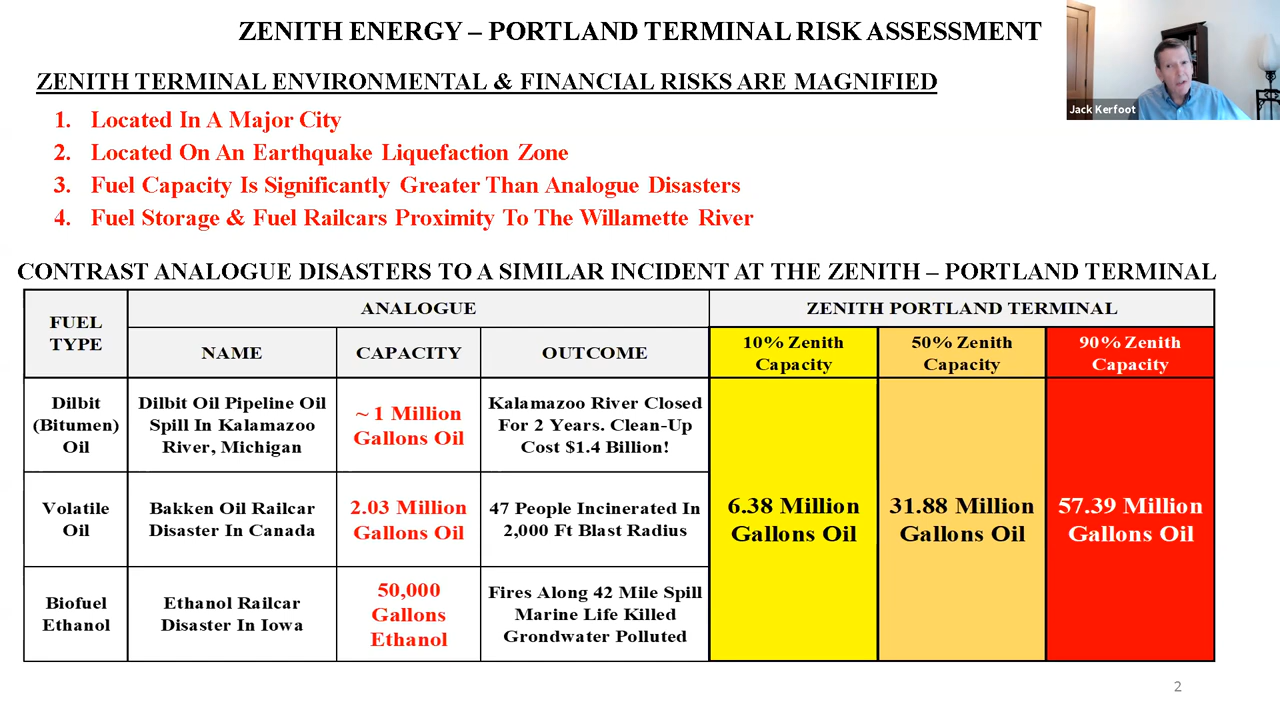 ZENITH ENERGY – PORTLAND TERMINAL RISK ASSESSMENT
Jack Kerfoot
ZENITH TERMINAL ENVIRONMENTAL & FINANCIAL RISKS ARE MAGNIFIED
1. Located In A Major City
2. Located On An Earthquake Liquefaction Zone
3. Fuel Capacity Is Significantly Greater Than Analogue Disasters
4. Fuel Storage & Fuel Railcars Proximity To The Willamette River
CONTRAST ANALOGUE DISASTERS TO A SIMILAR INCIDENT AT THE ZENITH – PORTLAND TERMINAL
FUEL
TYPE
ANALOGUE
ZENITH PORTLAND TERMINAL
NAME
CAPACITY
OUTCOME
10% Zenith
Capacity
50% Zenith
Capacity
90% Zenith
Capacity
Dilbit
(Bitumen)
Oil
Dilbit Oil Pipeline Oil
Spill In Kalamazoo
River, Michigan
~ 1 Million
Gallons Oil
Kalamazoo River Closed
For 2 Years. Clean-Up
Cost $1.4 Billion!
Volatile
Oil
Bakken Oil Railcar
Disaster In Canada
2.03 Million
Gallons Oil
47 People Incinerated In
2,000 Ft Blast Radius
6.38 Million
Gallons Oil
31.88 Million
Gallons Oil
57.39 Million
Gallons Oil
Biofuel
Ethanol
Ethanol Railcar
Disaster In Iowa
50,000
Gallons
Ethanol
Fires Along 42 Mile Spill
Marine Life Killed
Grondwater Polluted
2